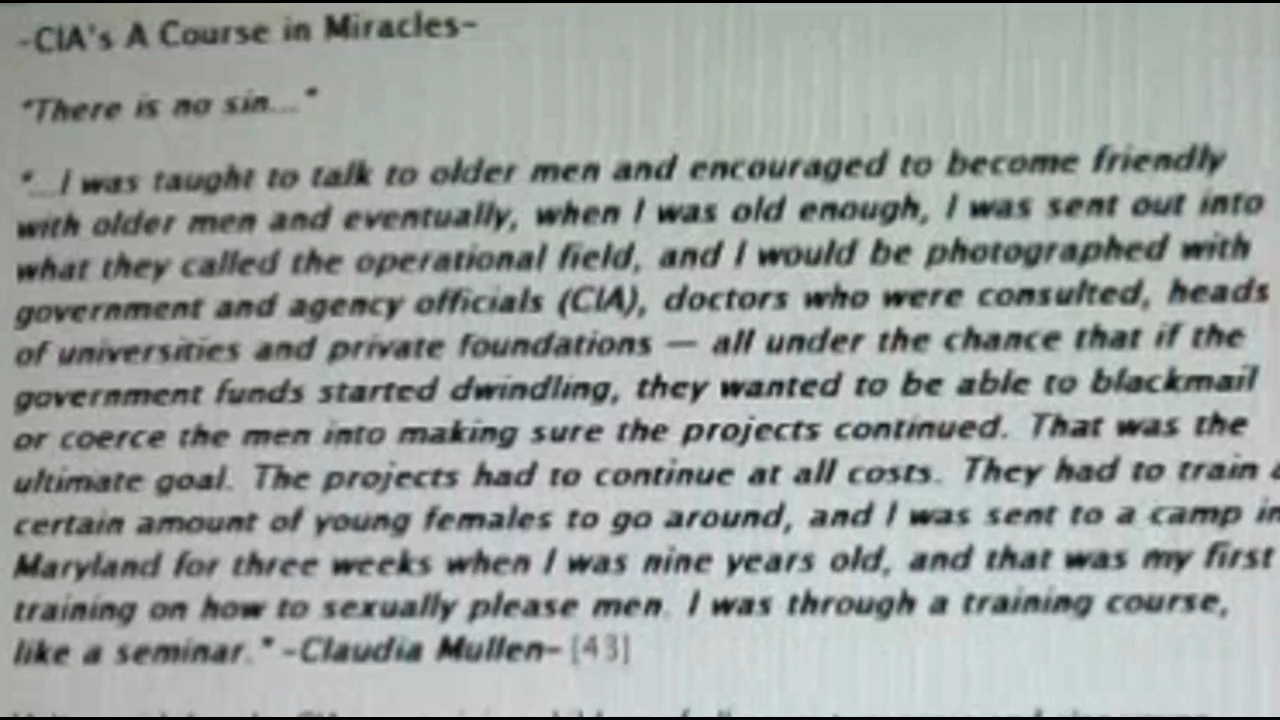 -CIA's A Course in Miracles-
"There is no sin..."
"...I was taught to talk to older men and encouraged to become friendly
with older men and eventually, when I was old enough, I was sent out into
what they called the operational field, and I would be photographed with
government and agency officials (CIA), doctors who were consulted, heads
of universities and private foundations — all under the chance that if the
government funds started dwindling, they wanted to be able to blackmail
or coerce the men into making sure the projects continued. That was the
ultimate goal. The projects had to continue at all costs. They had to train
certain amount of young females to go around, and I was sent to a camp in
Maryland for three weeks when I was nine years old, and that was my first
training on how to sexually please men. I was through a training course,
like a seminar." -Claudia Mullen- [43]